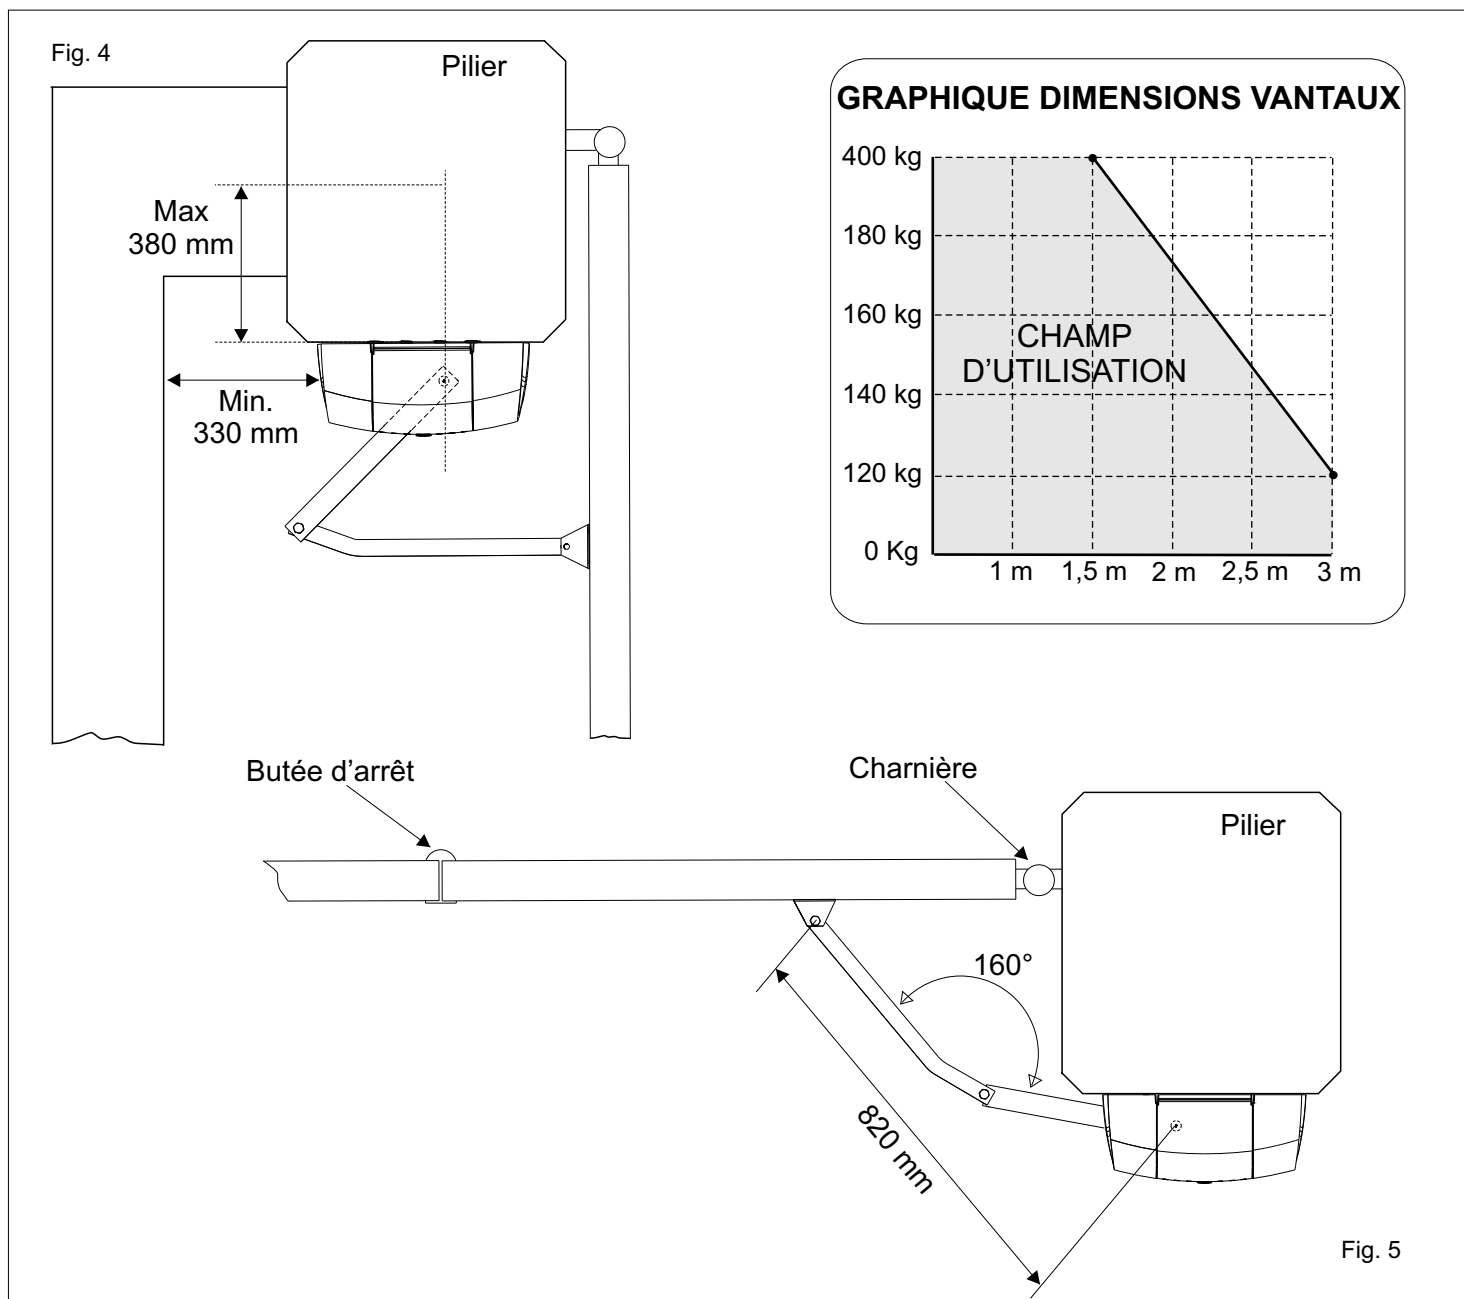 Fig. 4
Pilier
Max
380 mm
Min.
330 mm
GRAPHIQUE DIMENSIONS VANTAUX
400 kg
180 kg
160 kg
140 kg
120 kg
0 Kg
CHAMP
D'UTILISATION
1 m 1,5 m 2 m 2,5 m 3 m
Butée d'arrêt
Charnière
Pilier
160°
820 mm
Fig. 5